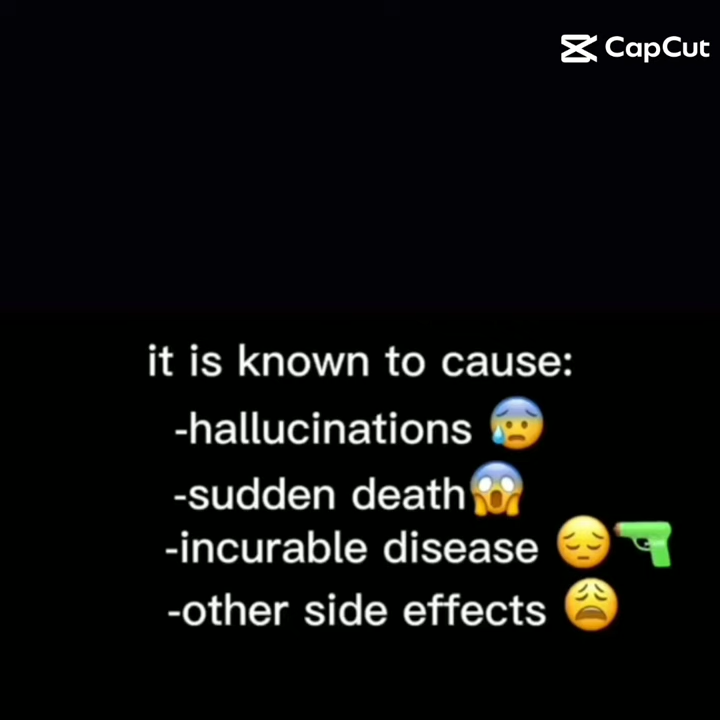 CapCut
it is known to cause:
-hallucinations 😰
-sudden death😱
-incurable disease 😔🔫
-other side effects 😩